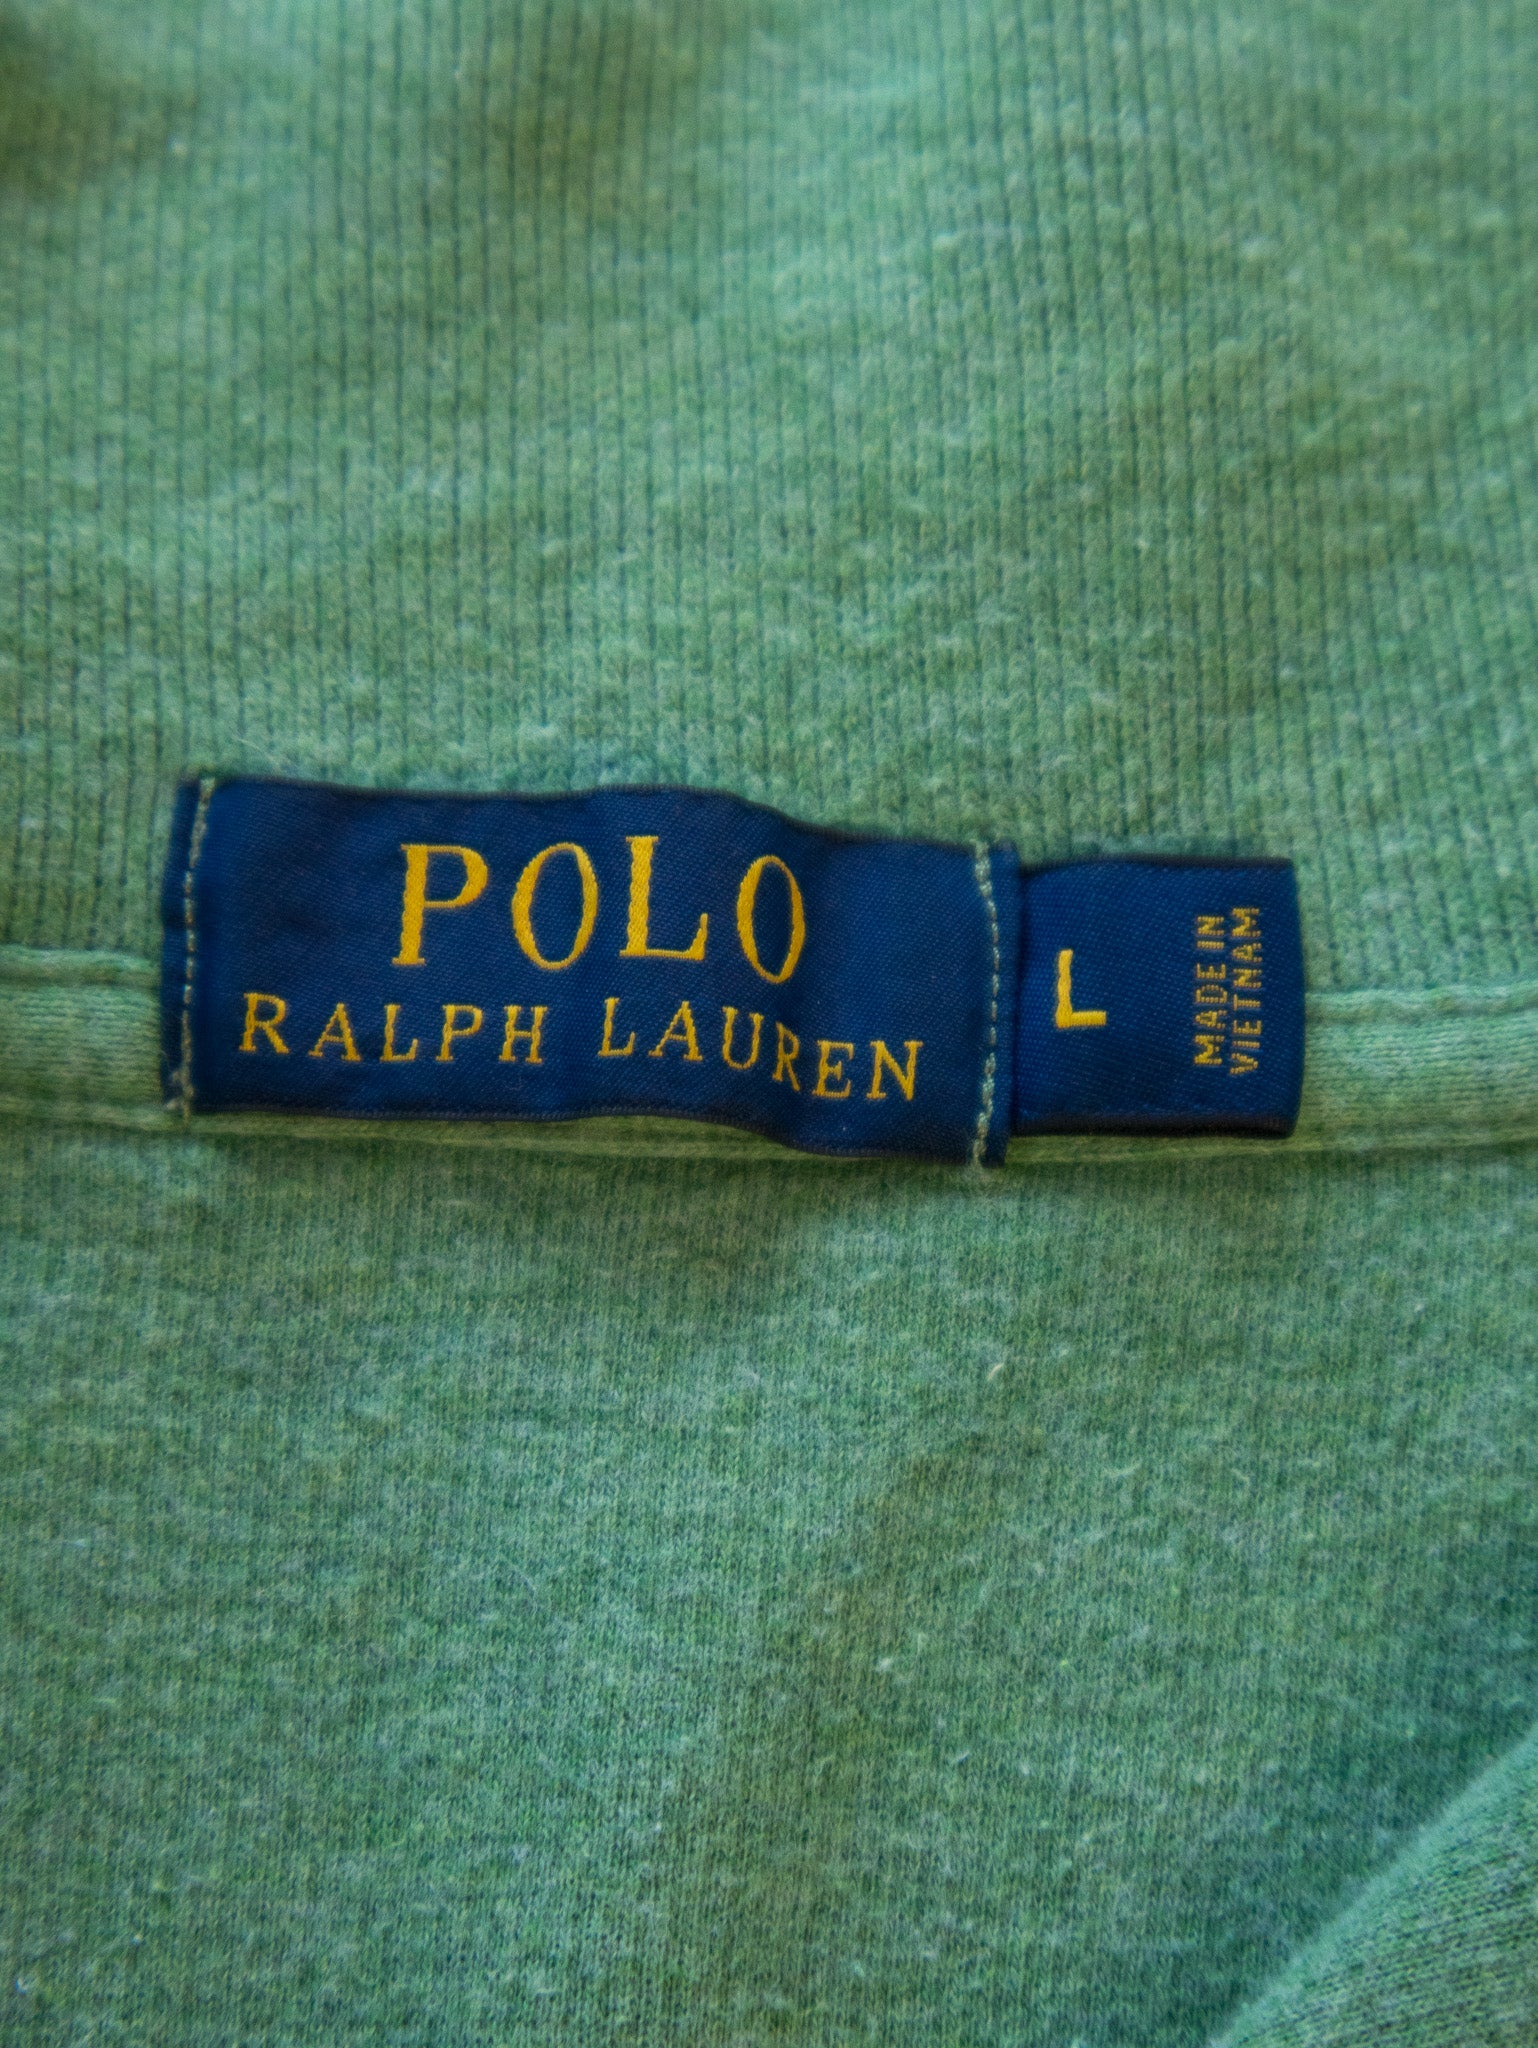 POLO
RALPH LAUREN
L
MADE IN
VIETNAM